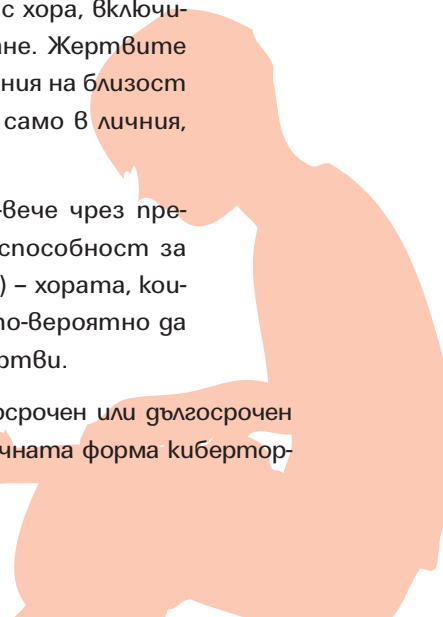 с хора, включи-
не. Жертвите
ния на близост
само в личния,
вече чрез пре-
способност за
) – хората, кои-
о-вероятно да
ртви.
осрочен или дългосрочен
чната форма кибертор-